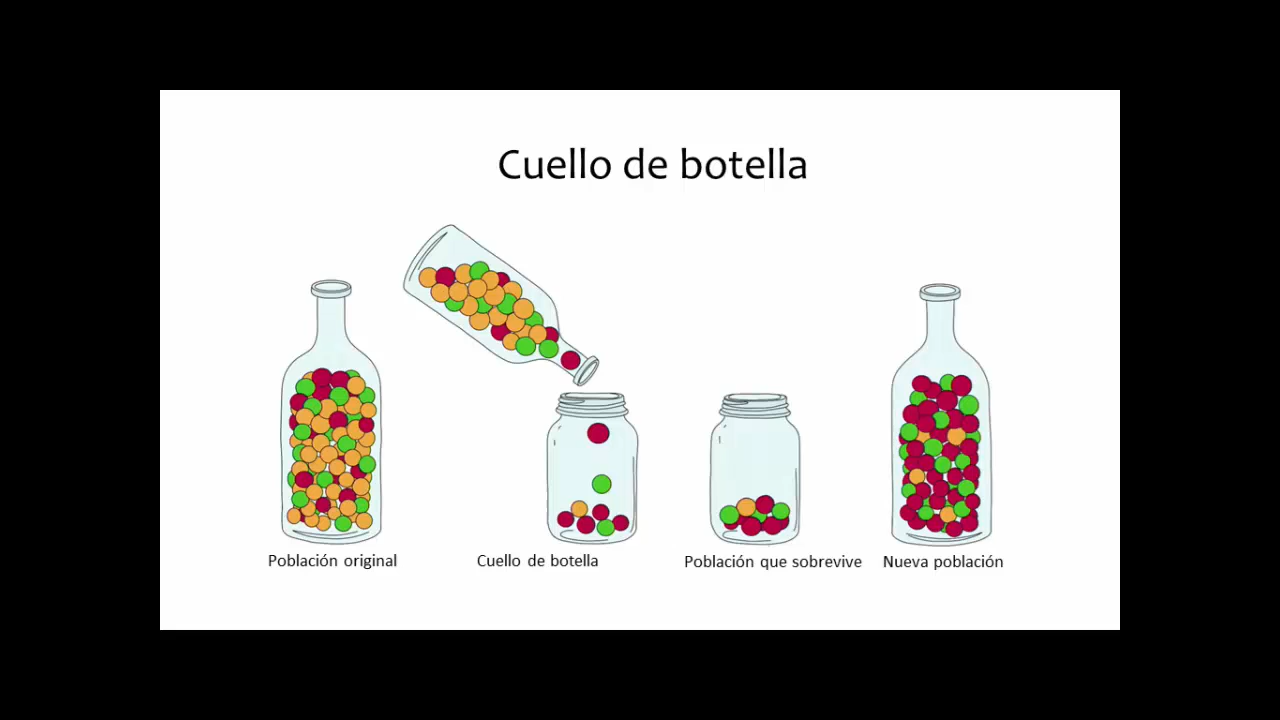 Cuello de botella
Población original
Cuello de botella
Población que sobrevive
Nueva población